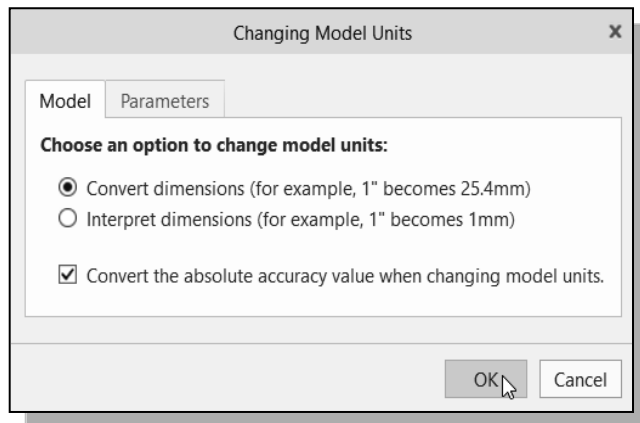 Changing Model Units
Model Parameters
Choose an option to change model units:
Convert dimensions (for example, 1" becomes 25.4mm)
Interpret dimensions (for example, 1" becomes 1mm)
Convert the absolute accuracy value when changing model units.
OK Cancel